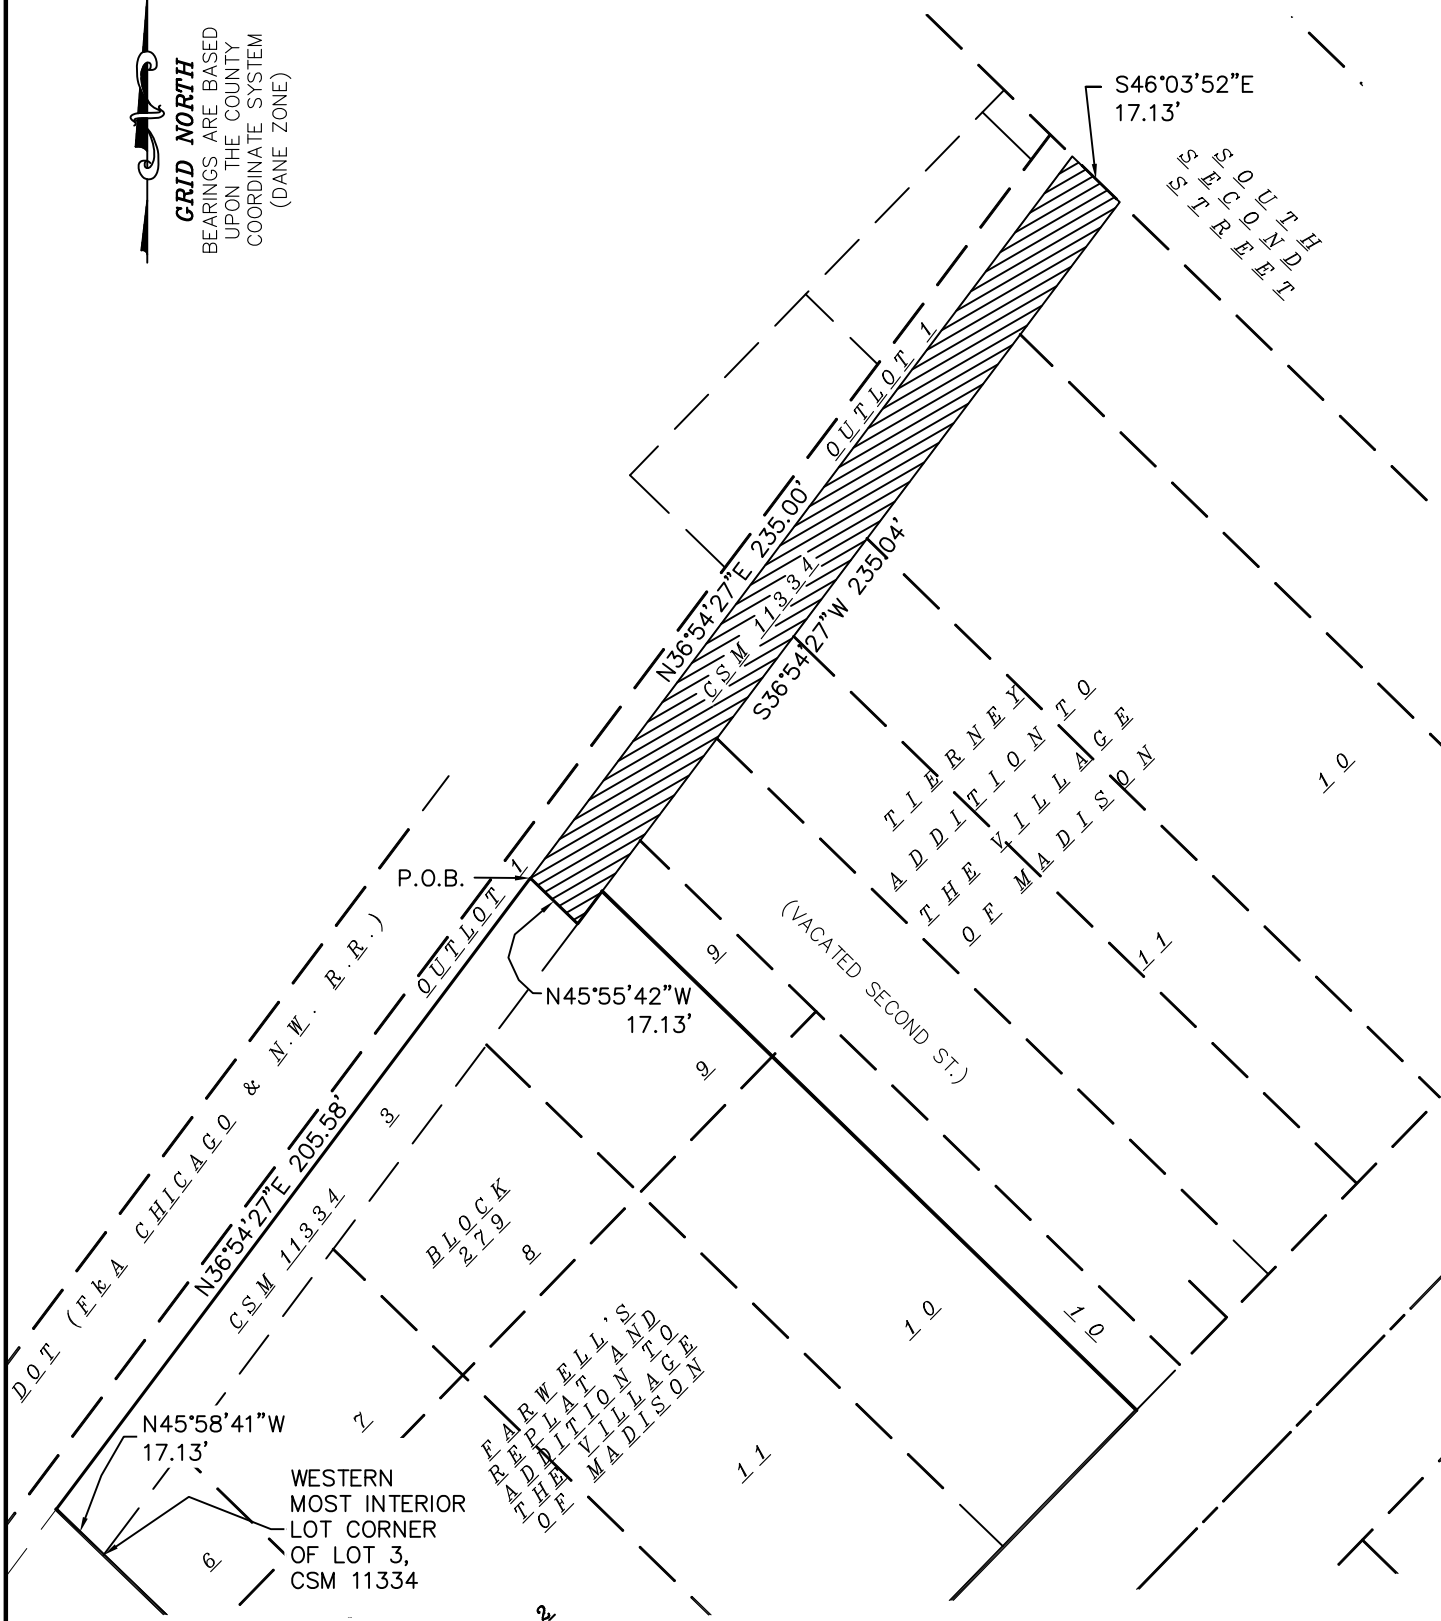 GRID NORTH
BEARINGS ARE BASED
UPON THE COUNTY
COORDINATE SYSTEM
(DANE ZONE)
S46°03'52"E
17.13'
SOUTH
SECOND
STREET
OUTLOT 1
N36°54'27"E 235.00'
CSM 11334
S36°54'27"W 235.04'
TIERNEY
ADDITION TO
THE VILLAGE
OF MADISON
10
11
(VACATED SECOND ST.)
P.O.B.
OUTLOT 1
N45°55'42"W
17.13'
9
9
DOT (FKA CHICAGO & N.W. R.R.)
N36°54'27"E 205.58'
3
CSM 11334
BLOCK
279
8
10
10
FARWELL'S
REPLAT AND
ADDITION TO
THE VILLAGE
OF MADISON
11
7
N45°58'41"W
17.13'
WESTERN
MOST INTERIOR
LOT CORNER
OF LOT 3,
CSM 11334
6
2